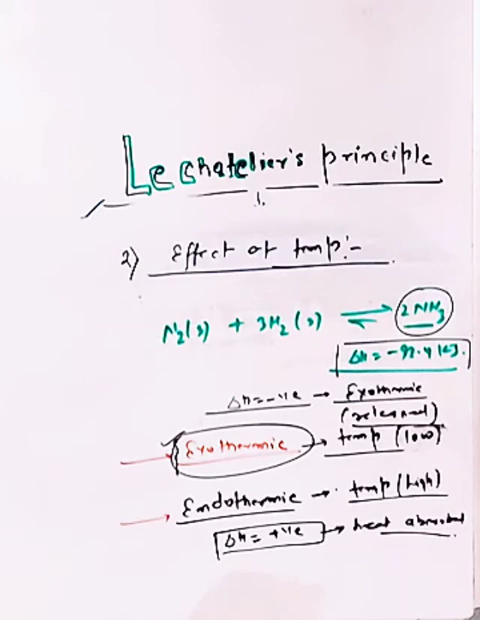 Le chatelier's principle
2) Effect of temp:-
N2(g) + 3H2(g) ⇌ 2NH3
ΔH = -92.4 KJ.
ΔH = -ve → Exothermic
(released)
Exothermic → temp (low)
Endothermic → temp (high)
ΔH = +ve → heat absorbed